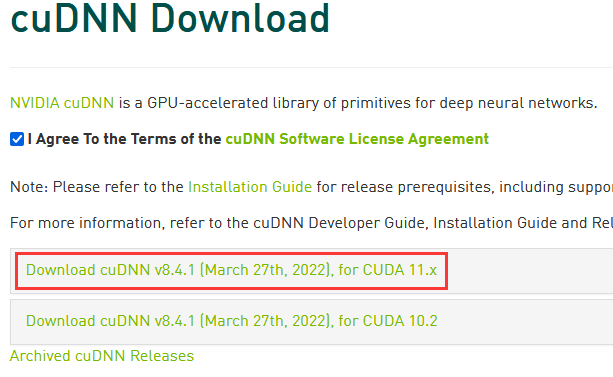 cuDNN Download
NVIDIA cuDNN is a GPU-accelerated library of primitives for deep neural networks.
I Agree To the Terms of the cuDNN Software License Agreement
Note: Please refer to the Installation Guide for release prerequisites, including
For more information, refer to the cuDNN Developer Guide, Installation Guide and
Download cuDNN v8.4.1 (March 27th, 2022), for CUDA 11.x
Download cuDNN v8.4.1 (March 27th, 2022), for CUDA 10.2
Archived cuDNN Releases